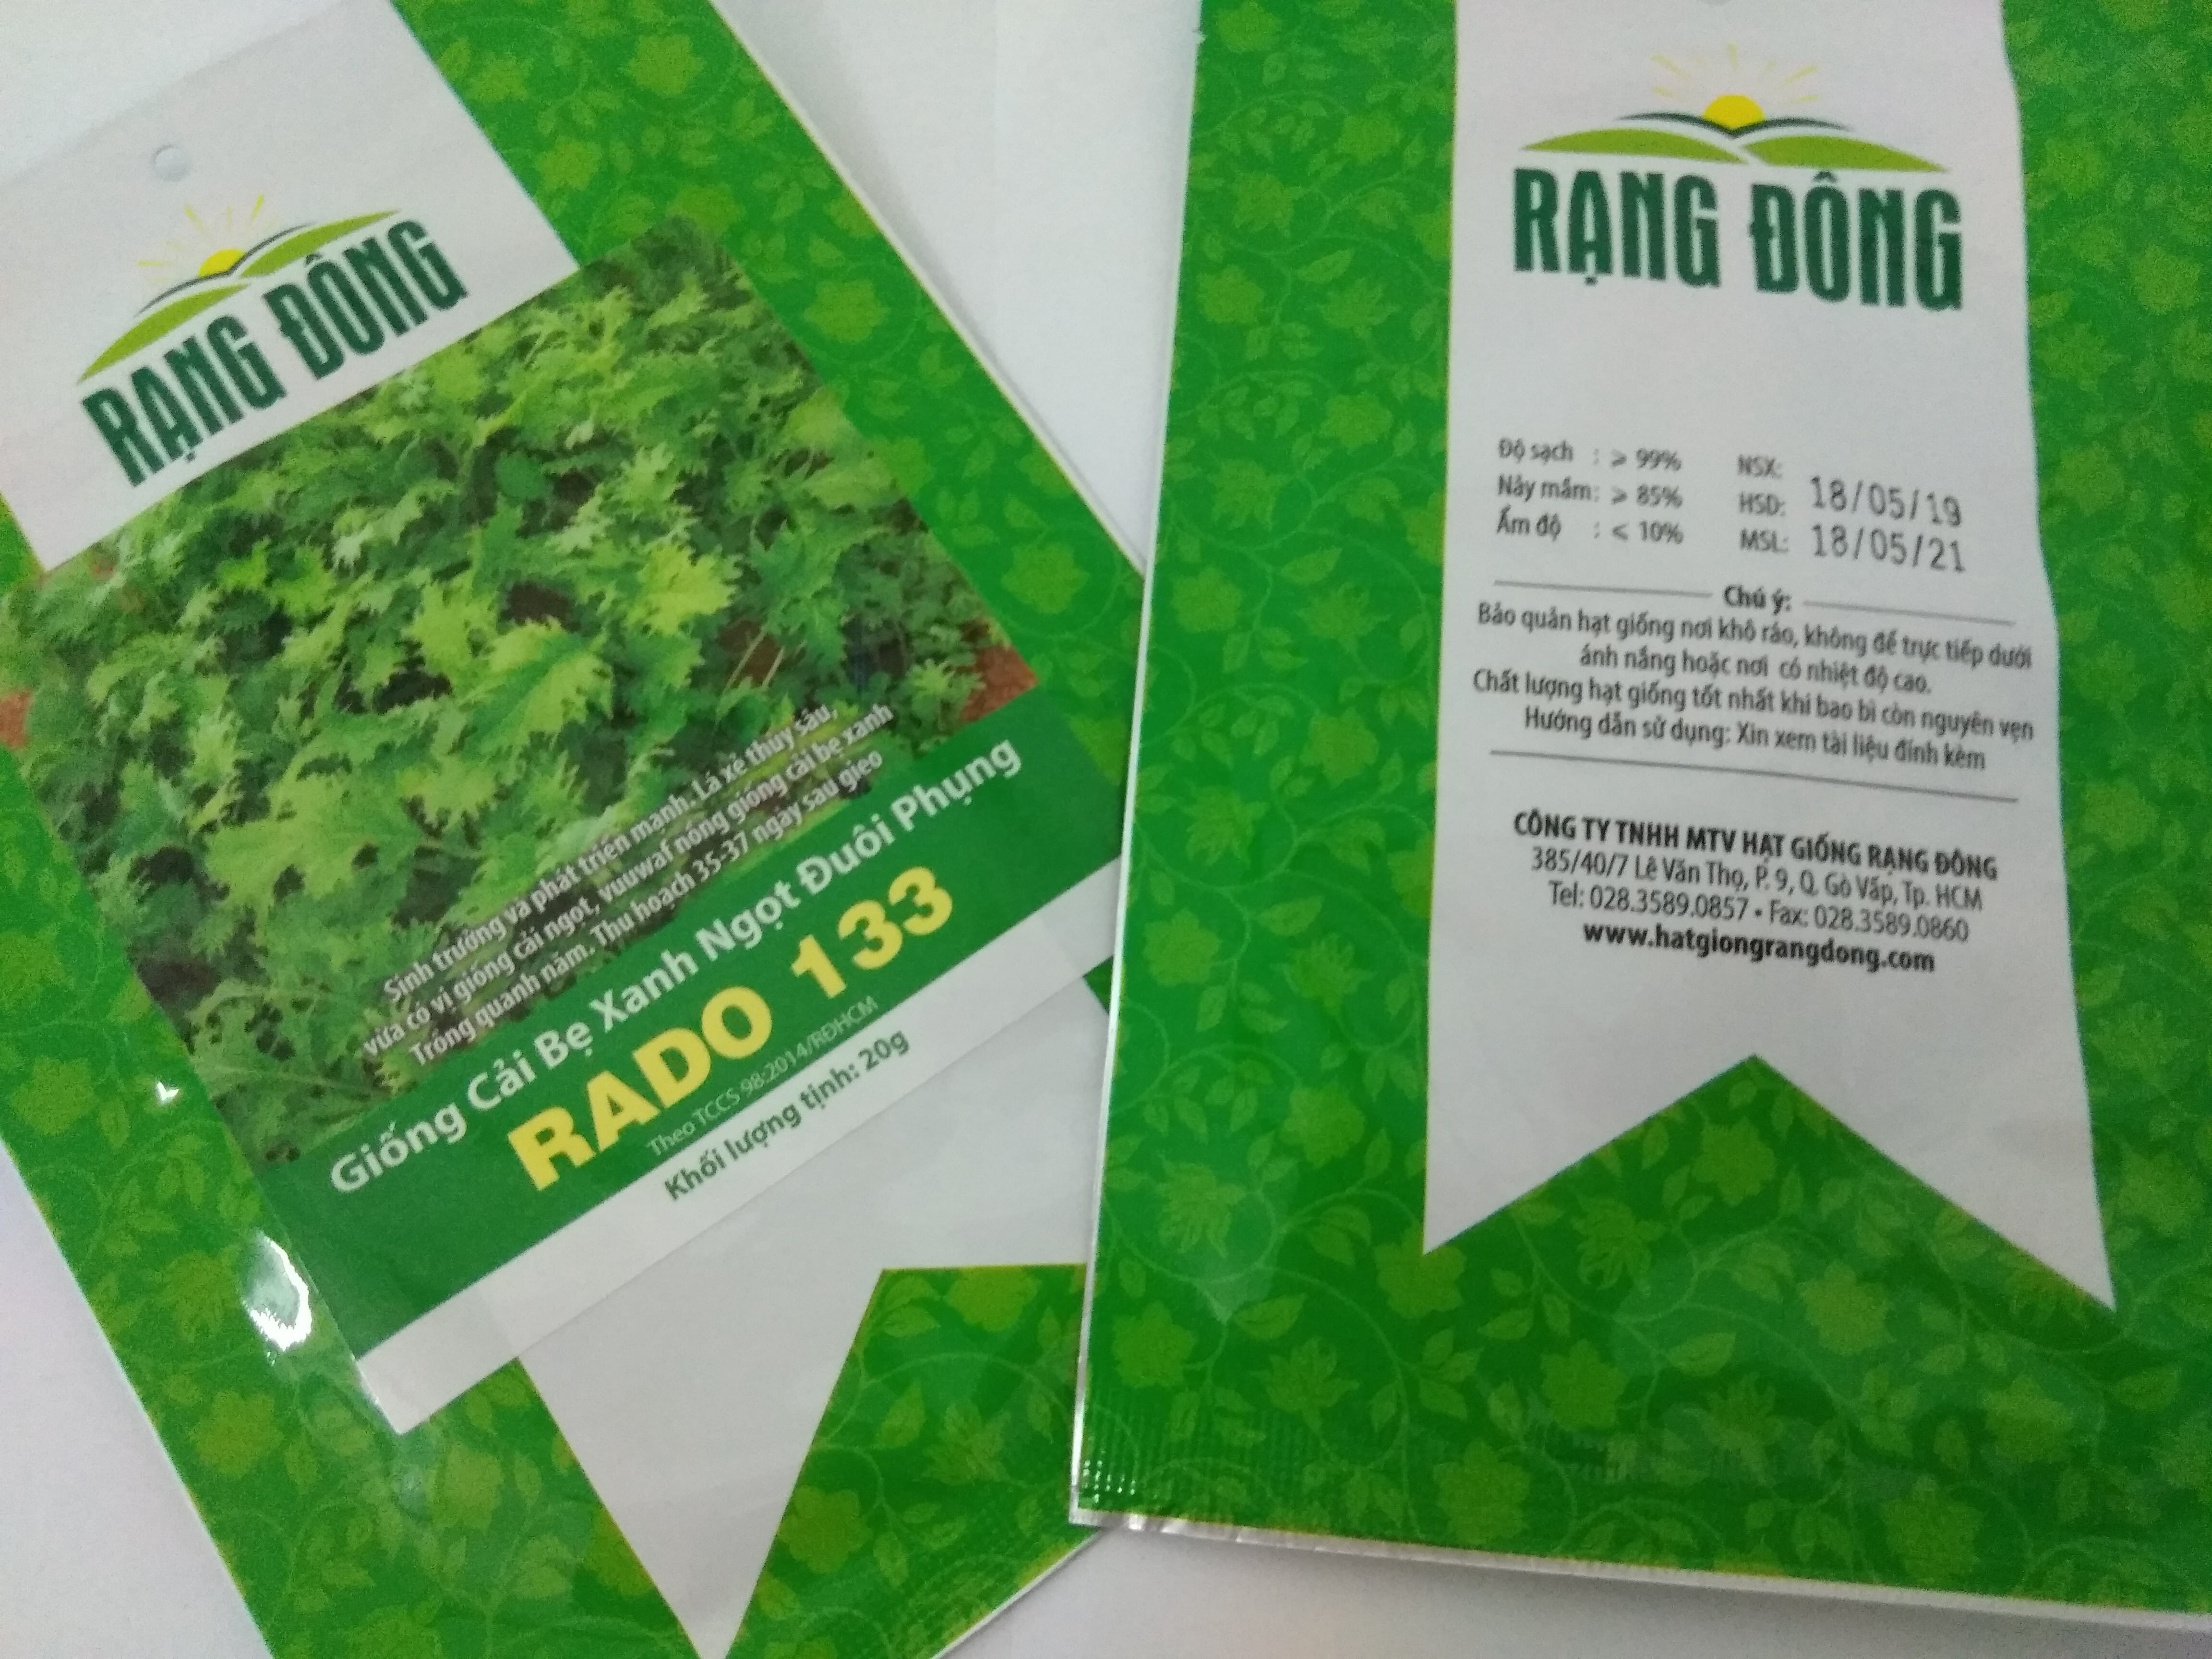 RẠNG ĐÔNG
Sinh trưởng và phát triển mạnh. Lá xẻ thùy sâu,
vừa có vị giống cải ngọt, vuuwaf nồng giống cải bẹ xanh
Trồng quanh năm. Thu hoạch 35-37 ngày sau gieo
Giống Cải Bẹ Xanh Ngọt Đuôi Phụng
RADO 133
Theo TCCS 98:2014/RĐHCM
Khối lượng tịnh: 20g
RẠNG ĐÔNG
Độ sạch : ⩾ 99% NSX:
Nảy mầm: ⩾ 85% HSD: 18/05/19
Ẩm độ : ⩽ 10% MSL: 18/05/21
Chú ý:
Bảo quản hạt giống nơi khô ráo, không để trực tiếp dưới
ánh nắng hoặc nơi có nhiệt độ cao.
Chất lượng hạt giống tốt nhất khi bao bì còn nguyên vẹn
Hướng dẫn sử dụng: Xin xem tài liệu đính kèm
CÔNG TY TNHH MTV HẠT GIỐNG RẠNG ĐÔNG
385/40/7 Lê Văn Thọ, P. 9, Q. Gò Vấp, Tp. HCM
Tel: 028.3589.0857 • Fax: 028.3589.0860
www.hatgiongrangdong.com